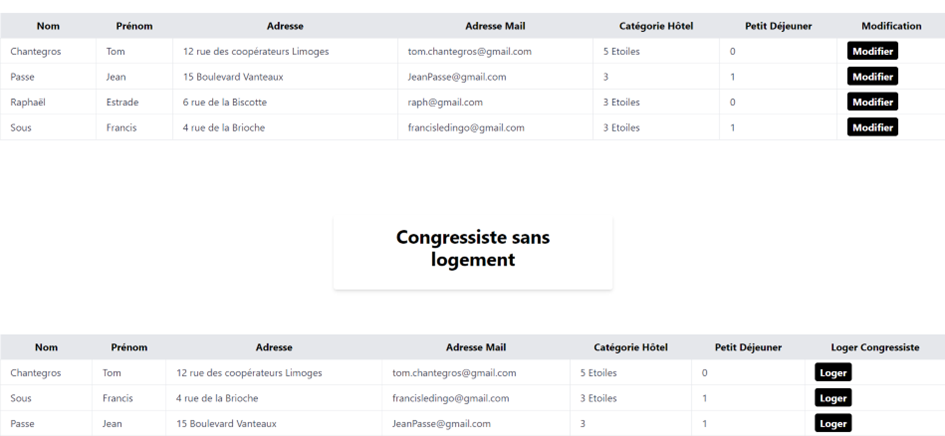 Nom Prénom Adresse Adresse Mail Catégorie Hôtel Petit Déjeuner Modification
Chantegros Tom 12 rue des coopérateurs Limoges tom.chantegros@gmail.com 5 Etoiles 0 Modifier
Passe Jean 15 Boulevard Vanteaux JeanPasse@gmail.com 3 1 Modifier
Raphaël Estrade 6 rue de la Biscotte raph@gmail.com 3 Etoiles 0 Modifier
Sous Francis 4 rue de la Brioche francisledingo@gmail.com 3 Etoiles 1 Modifier
Congressiste sans
logement
Nom Prénom Adresse Adresse Mail Catégorie Hôtel Petit Déjeuner Loger Congressiste
Chantegros Tom 12 rue des coopérateurs Limoges tom.chantegros@gmail.com 5 Etoiles 0 Loger
Sous Francis 4 rue de la Brioche francisledingo@gmail.com 3 Etoiles 1 Loger
Passe Jean 15 Boulevard Vanteaux JeanPasse@gmail.com 3 1 Loger